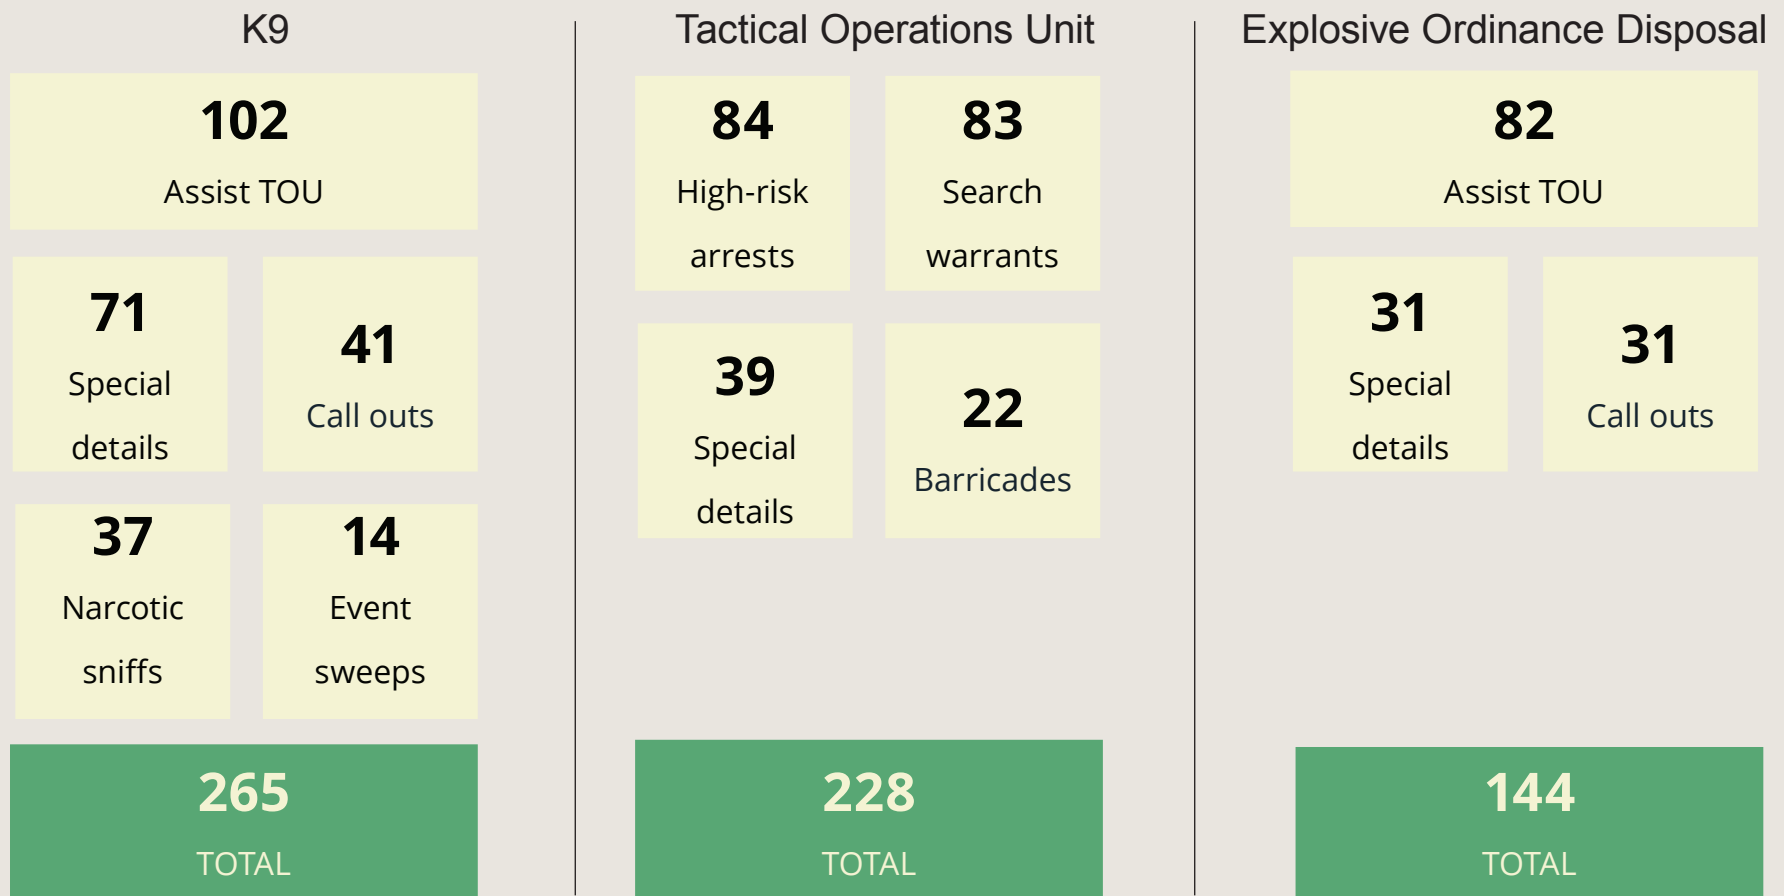 K9
102
Assist TOU
71
Special
details
41
Call outs
37
Narcotic
sniffs
14
Event
sweeps
265
TOTAL
Tactical Operations Unit
84
High-risk
arrests
83
Search
warrants
39
Special
details
22
Barricades
228
TOTAL
Explosive Ordinance Disposal
82
Assist TOU
31
Special
details
31
Call outs
144
TOTAL